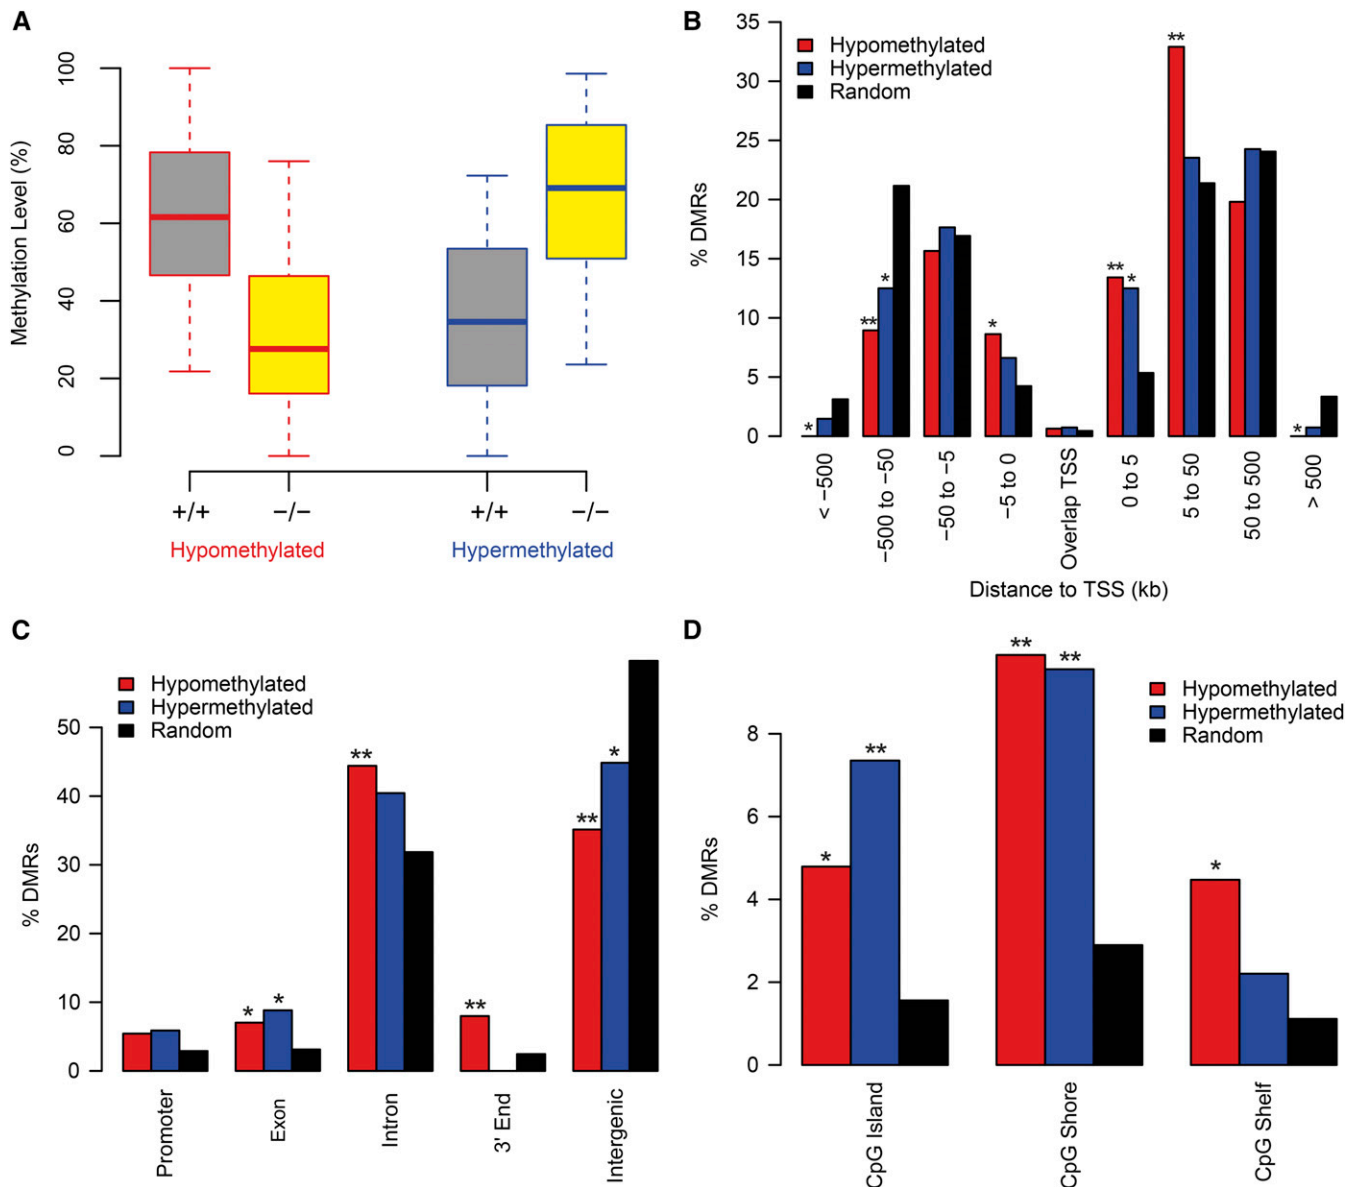 A
Methylation Level (%)
100
80
60
40
20
0
+/+
−/−
+/+
−/−
Hypomethylated
Hypermethylated
B
% DMRs
35
30
25
20
15
10
5
0
Hypomethylated
Hypermethylated
Random
*
**
*
*
**
*
**
*
< −500
−500 to −50
−50 to −5
−5 to 0
Overlap TSS
0 to 5
5 to 50
50 to 500
> 500
Distance to TSS (kb)
C
% DMRs
50
40
30
20
10
0
Hypomethylated
Hypermethylated
Random
*
*
**
**
**
*
Promoter
Exon
Intron
3' End
Intergenic
D
% DMRs
8
6
4
2
0
Hypomethylated
Hypermethylated
Random
*
**
**
**
*
CpG Island
CpG Shore
CpG Shelf